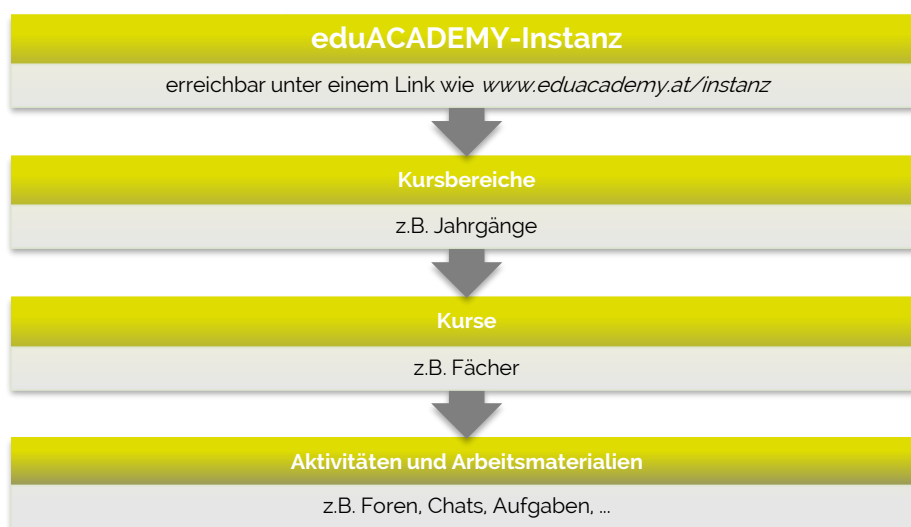 eduACADEMY-Instanz
erreichbar unter einem Link wie www.eduacademy.at/instanz
Kursbereiche
z.B. Jahrgänge
Kurse
z.B. Fächer
Aktivitäten und Arbeitsmaterialien
z.B. Foren, Chats, Aufgaben, ...